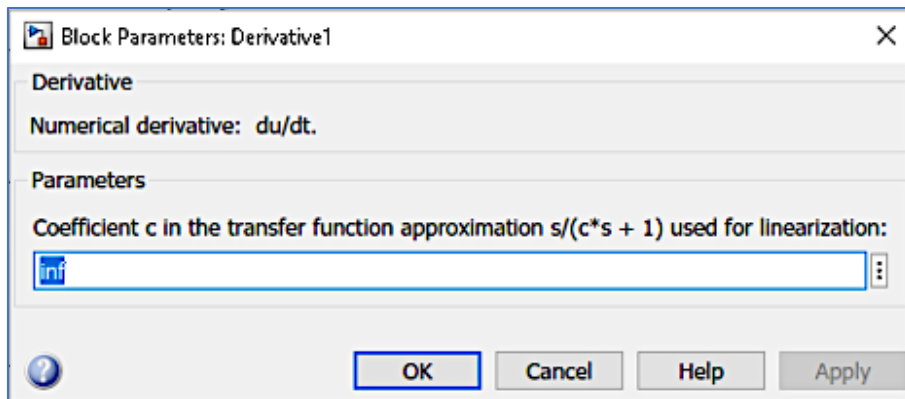 Block Parameters: Derivative1
Derivative
Numerical derivative: du/dt.
Parameters
Coefficient c in the transfer function approximation s/(c*s + 1) used for linearization:
inf
OK Cancel Help Apply